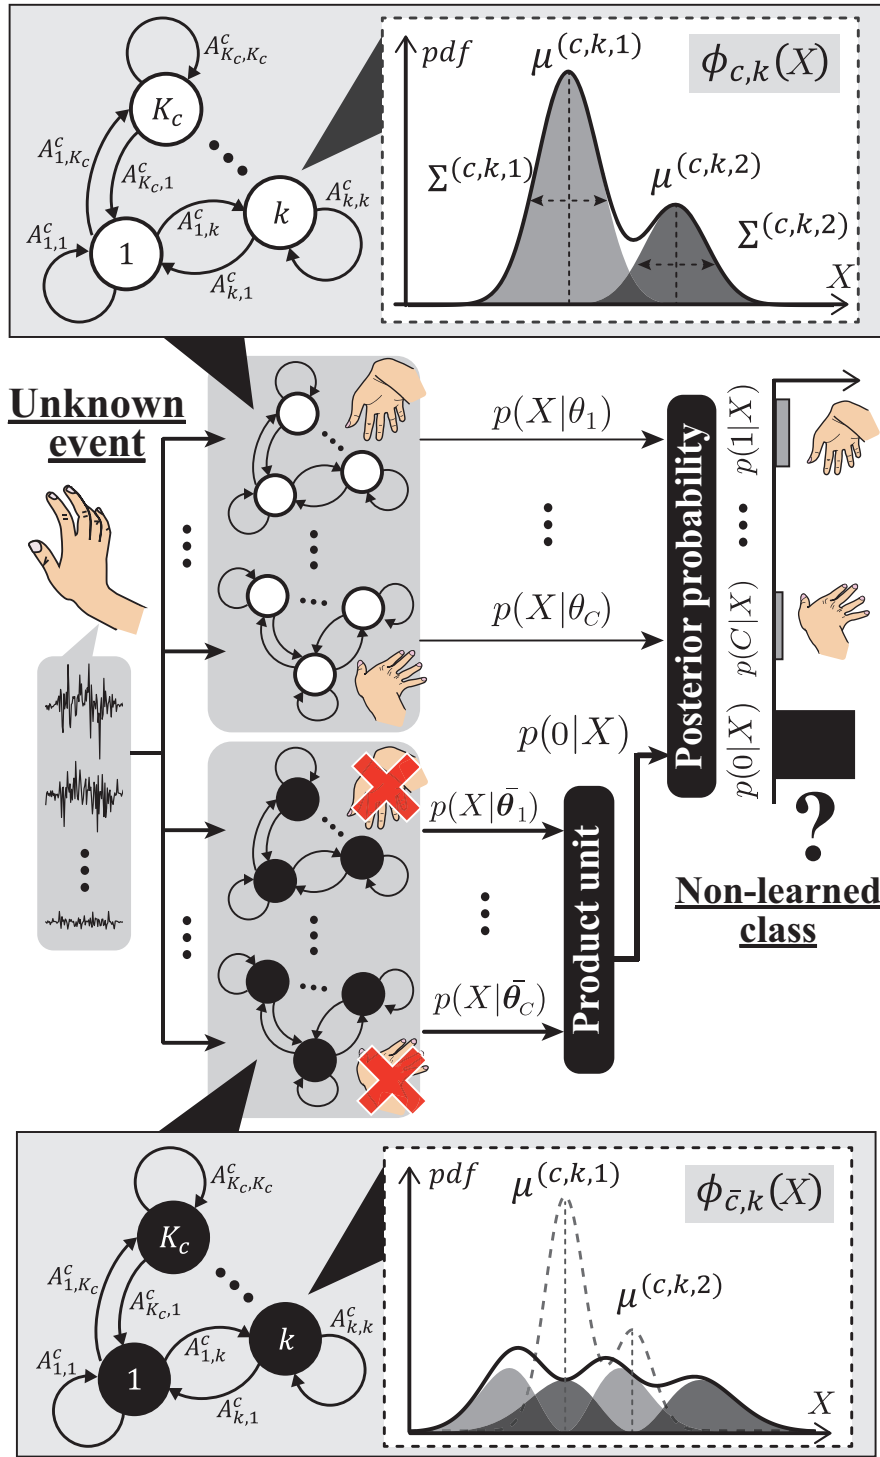 A^c_{K_c,K_c}
K_c
A^c_{1,K_c}
A^c_{K_c,1}
A^c_{1,k}
k
A^c_{k,k}
A^c_{1,1}
1
A^c_{k,1}
pdf
μ^{(c,k,1)}
ϕ_{c,k}(X)
Σ^{(c,k,1)}
μ^{(c,k,2)}
Σ^{(c,k,2)}
X
Unknown
event
p(X|θ_1)
p(X|θ_C)
p(0|X)
Posterior probability
p(1|X)
p(C|X)
p(0|X)
?
Non-learned
class
p(X|θ̄_1)
p(X|θ̄_C)
Product unit
A^c_{K_c,K_c}
K_c
A^c_{1,K_c}
A^c_{K_c,1}
A^c_{1,k}
k
A^c_{k,k}
A^c_{1,1}
1
A^c_{k,1}
pdf
μ^{(c,k,1)}
ϕ_{c̄,k}(X)
μ^{(c,k,2)}
X